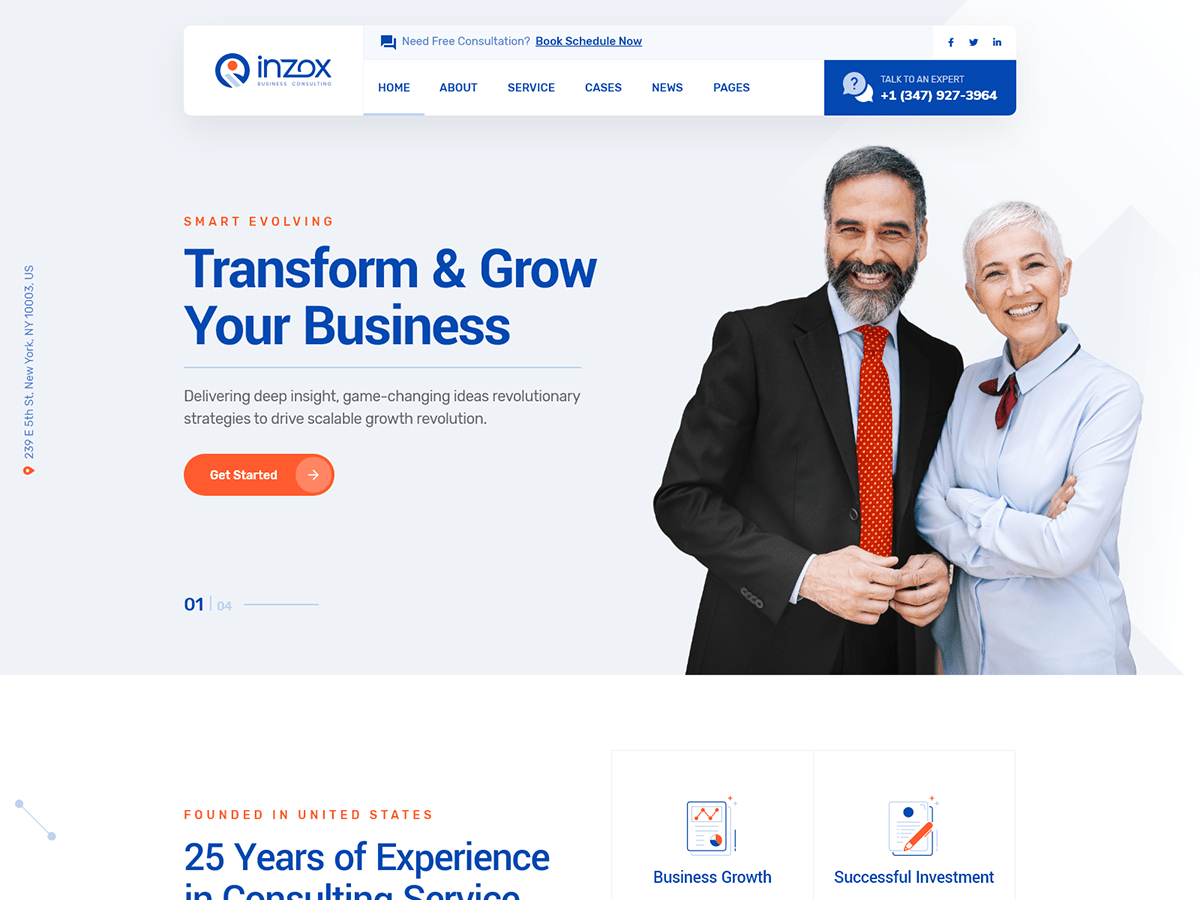 inzox
BUSINESS CONSULTING
Need Free Consultation? Book Schedule Now
HOME ABOUT SERVICE CASES NEWS PAGES
TALK TO AN EXPERT
+1 (347) 927-3964
239 E 5th St, New York, NY 10003, US
SMART EVOLVING
Transform & Grow
Your Business
Delivering deep insight, game-changing ideas revolutionary
strategies to drive scalable growth revolution.
Get Started
01 04
FOUNDED IN UNITED STATES
25 Years of Experience
in Consulting Service
Business Growth
Successful Investment